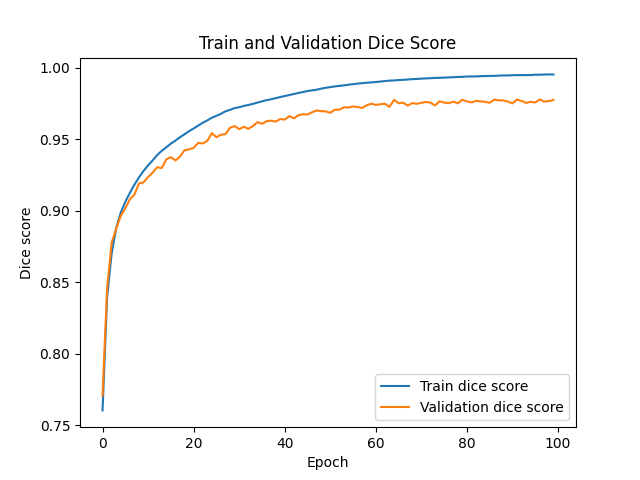 Train and Validation Dice Score
1.00
0.95
0.90
0.85
0.80
0.75
Dice score
0
20
40
60
80
100
Epoch
Train dice score
Validation dice score